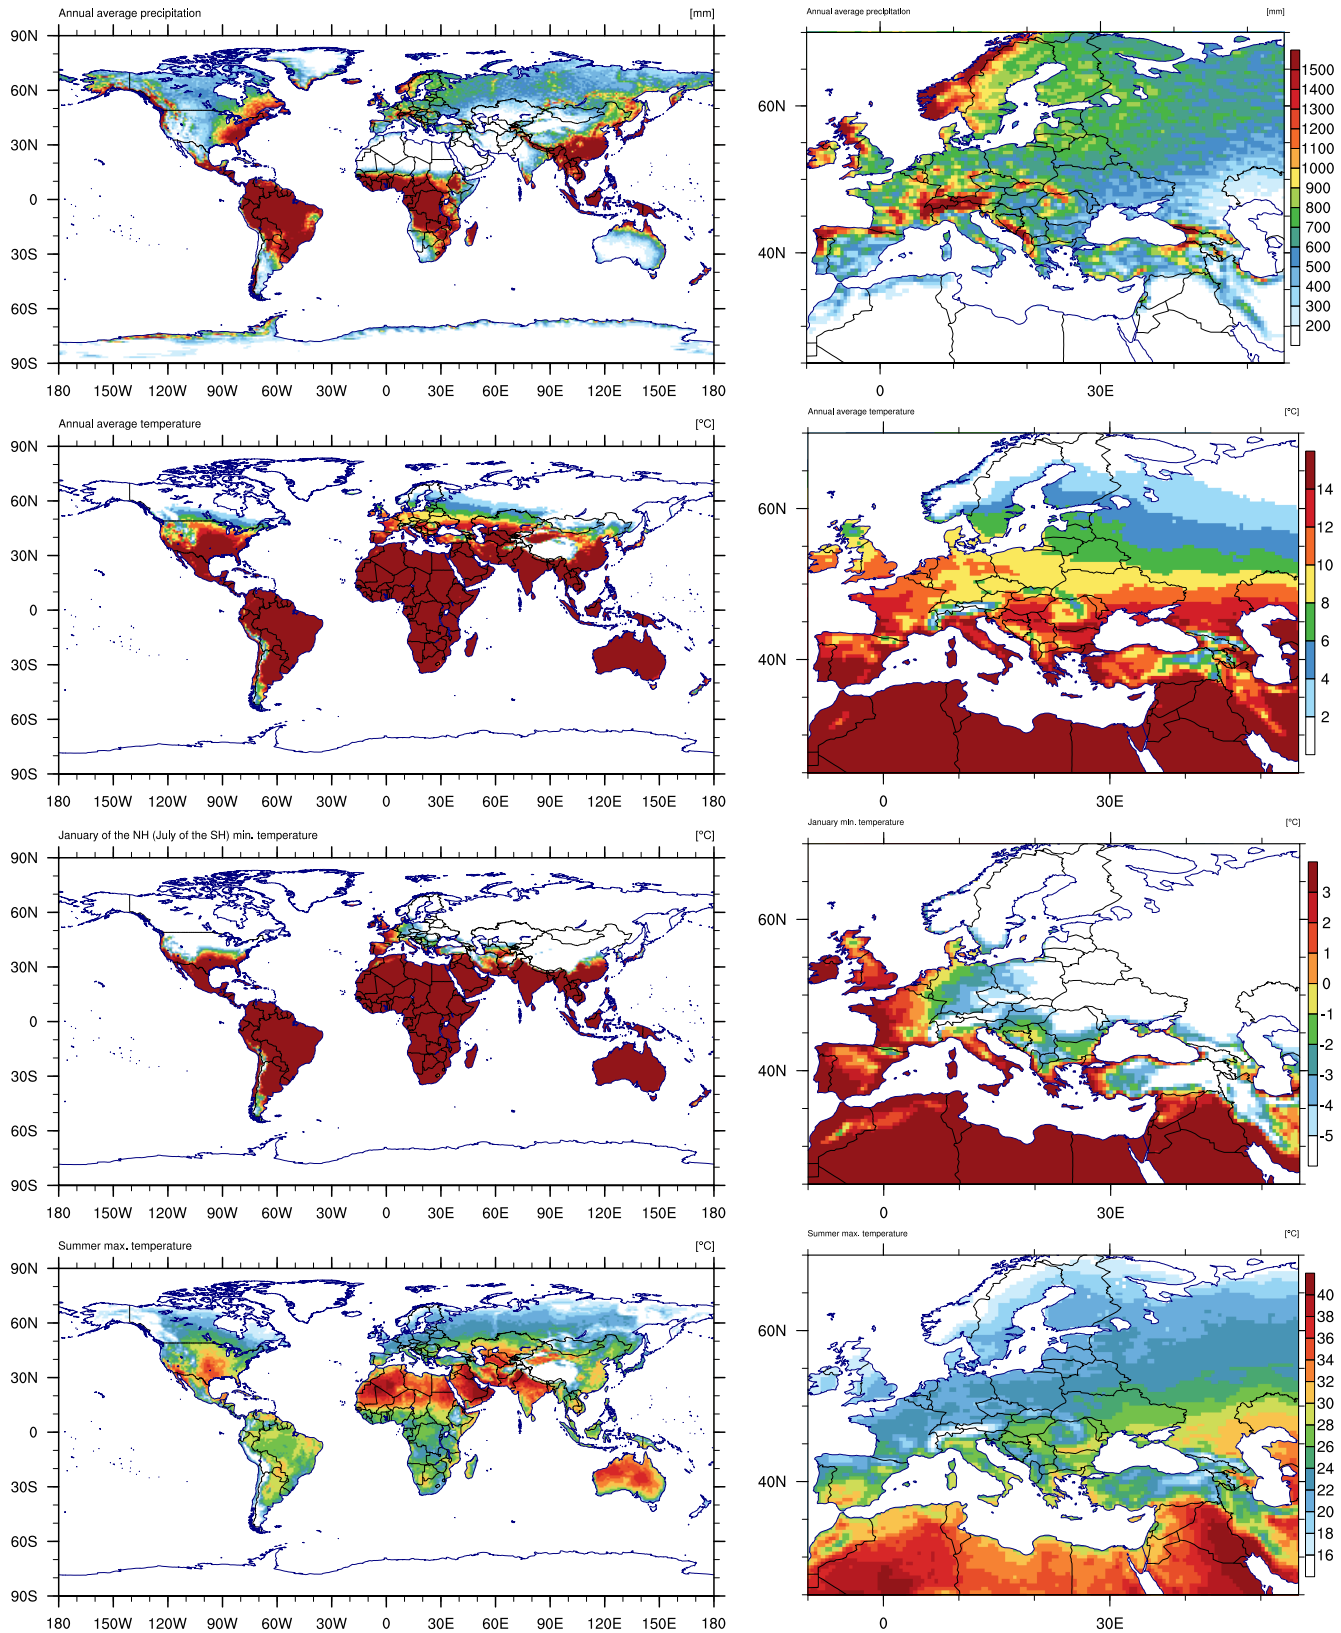 Annual average precipitation [mm]
90N
60N
30N
0
30S
60S
90S
180 150W 120W 90W 60W 30W 0 30E 60E 90E 120E 150E 180
Annual average precipitation [mm]
60N
40N
0 30E
1500
1400
1300
1200
1100
1000
900
800
700
600
500
400
300
200
Annual average temperature [°C]
90N
60N
30N
0
30S
60S
90S
180 150W 120W 90W 60W 30W 0 30E 60E 90E 120E 150E 180
Annual average temperature [°C]
60N
40N
0 30E
14
12
11
10
8
6
4
2
January of the NH (July of the SH) min. temperature [°C]
90N
60N
30N
0
30S
60S
90S
180 150W 120W 90W 60W 30W 0 30E 60E 90E 120E 150E 180
January min. temperature [°C]
60N
40N
0 30E
3
2
2
1
0
-1
-2
-3
-4
-5
Summer max. temperature [°C]
90N
60N
30N
0
30S
60S
90S
180 150W 120W 90W 60W 30W 0 30E 60E 90E 120E 150E 180
Summer max. temperature [°C]
60N
40N
0 30E
40
38
36
34
32
30
28
26
24
22
20
18
16